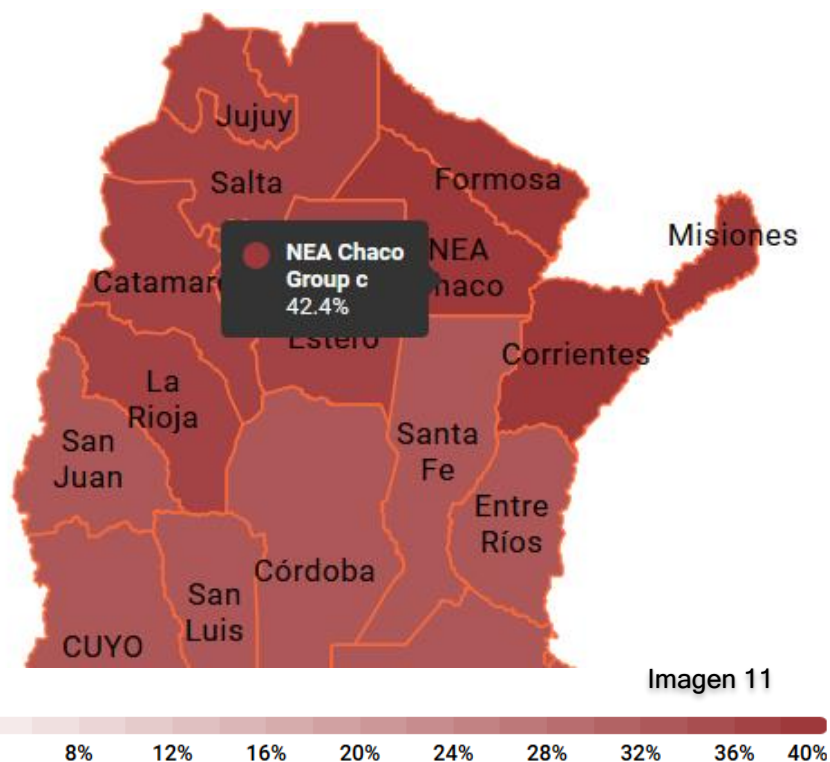 Jujuy
Salta
Formosa
Misiones
NEA Chaco
Group c
42.4%
NEA
haco
Catamar
Estero
Corrientes
La
Rioja
San
Juan
Santa
Fe
Entre
Ríos
Córdoba
San
Luis
CUYO
Imagen 11
8% 12% 16% 20% 24% 28% 32% 36% 40%